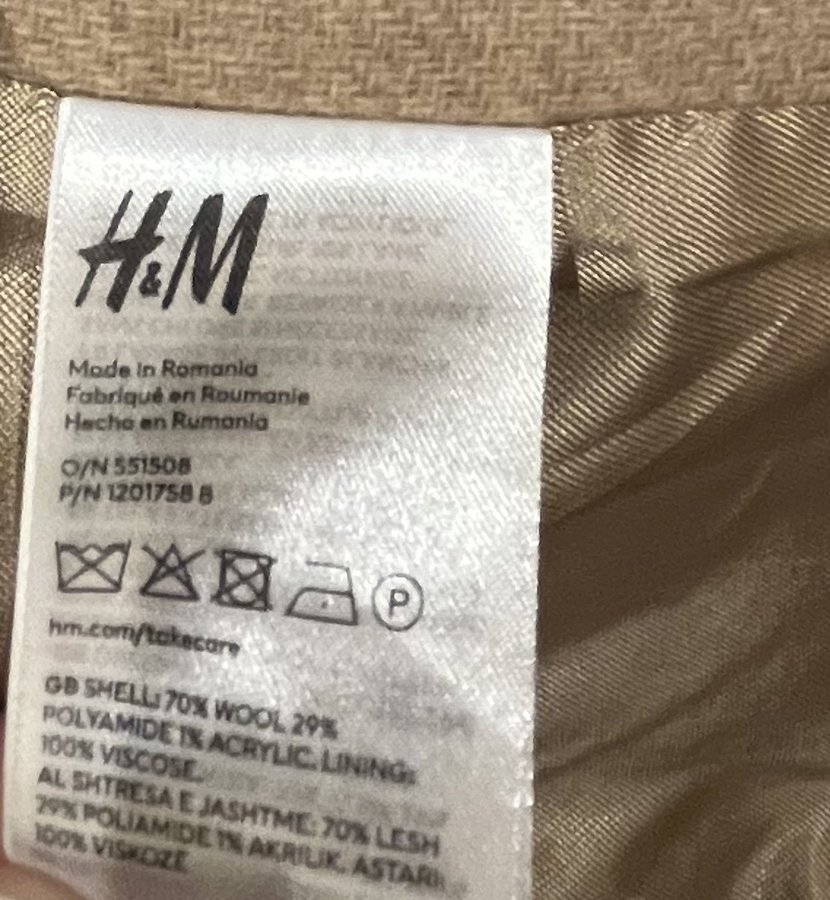 H&M
Made in Romania
Fabriqué en Roumanie
Hecho en Rumania
O/N 551508
P/N 1201758 8
P
hm.com/takecare
GB SHELL: 70% WOOL 29%
POLYAMIDE 1% ACRYLIC. LINING:
100% VISCOSE.
AL SHTRESA E JASHTME: 70% LESH
29% POLIAMIDE 1% AKRILIK. ASTARI:
100% VISKOZE